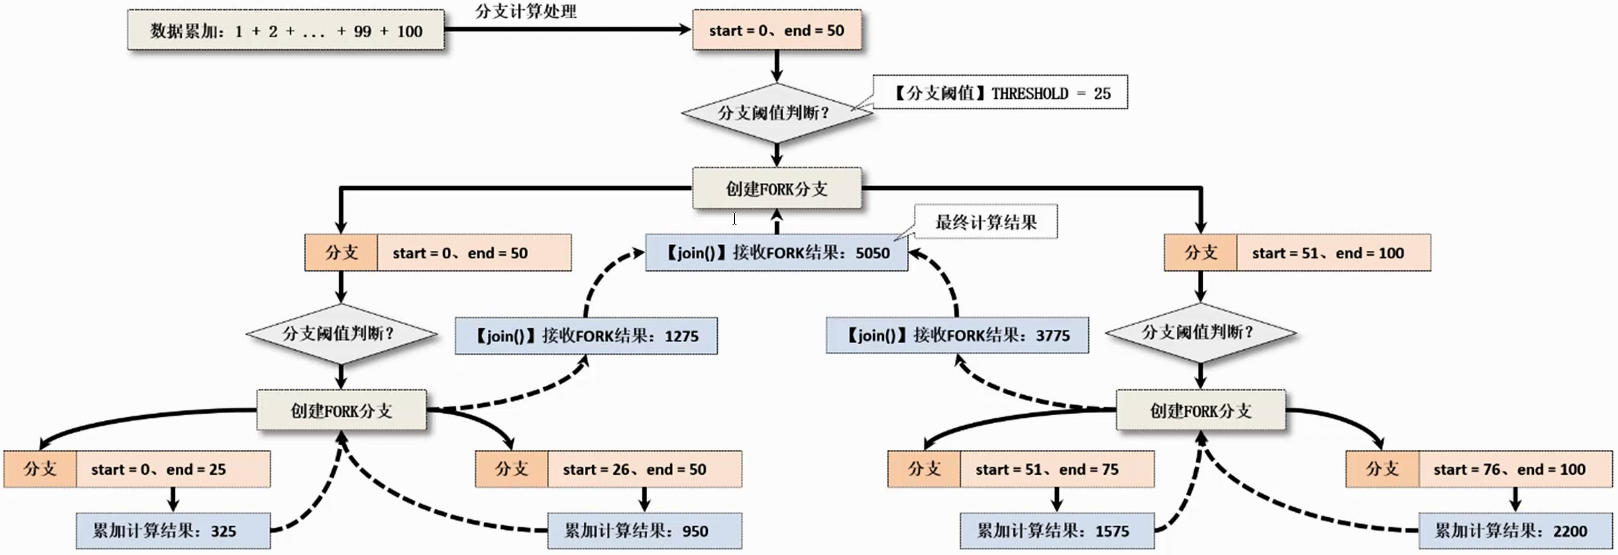 分支计算处理
数据累加：1 + 2 + ... + 99 + 100
start = 0、end = 50
【分支阈值】THRESHOLD = 25
分支阈值判断？
创建FORK分支
最终计算结果
分支 start = 0、end = 50
【join()】接收FORK结果：5050
分支 start = 51、end = 100
分支阈值判断？
【join()】接收FORK结果：1275
【join()】接收FORK结果：3775
分支阈值判断？
创建FORK分支
创建FORK分支
分支 start = 0、end = 25
分支 start = 26、end = 50
分支 start = 51、end = 75
分支 start = 76、end = 100
累加计算结果：325
累加计算结果：950
累加计算结果：1575
累加计算结果：2200